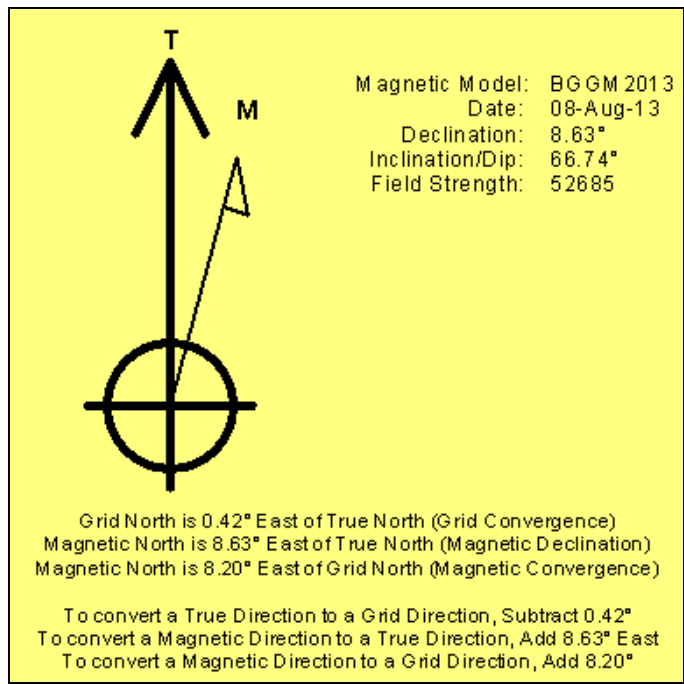 T
M
Magnetic Model: BGGM 2013
Date: 08-Aug-13
Declination: 8.63°
Inclination/Dip: 66.74°
Field Strength: 52685
Grid North is 0.42° East of True North (Grid Convergence)
Magnetic North is 8.63° East of True North (Magnetic Declination)
Magnetic North is 8.20° East of Grid North (Magnetic Convergence)
To convert a True Direction to a Grid Direction, Subtract 0.42°
To convert a Magnetic Direction to a True Direction, Add 8.63° East
To convert a Magnetic Direction to a Grid Direction, Add 8.20°